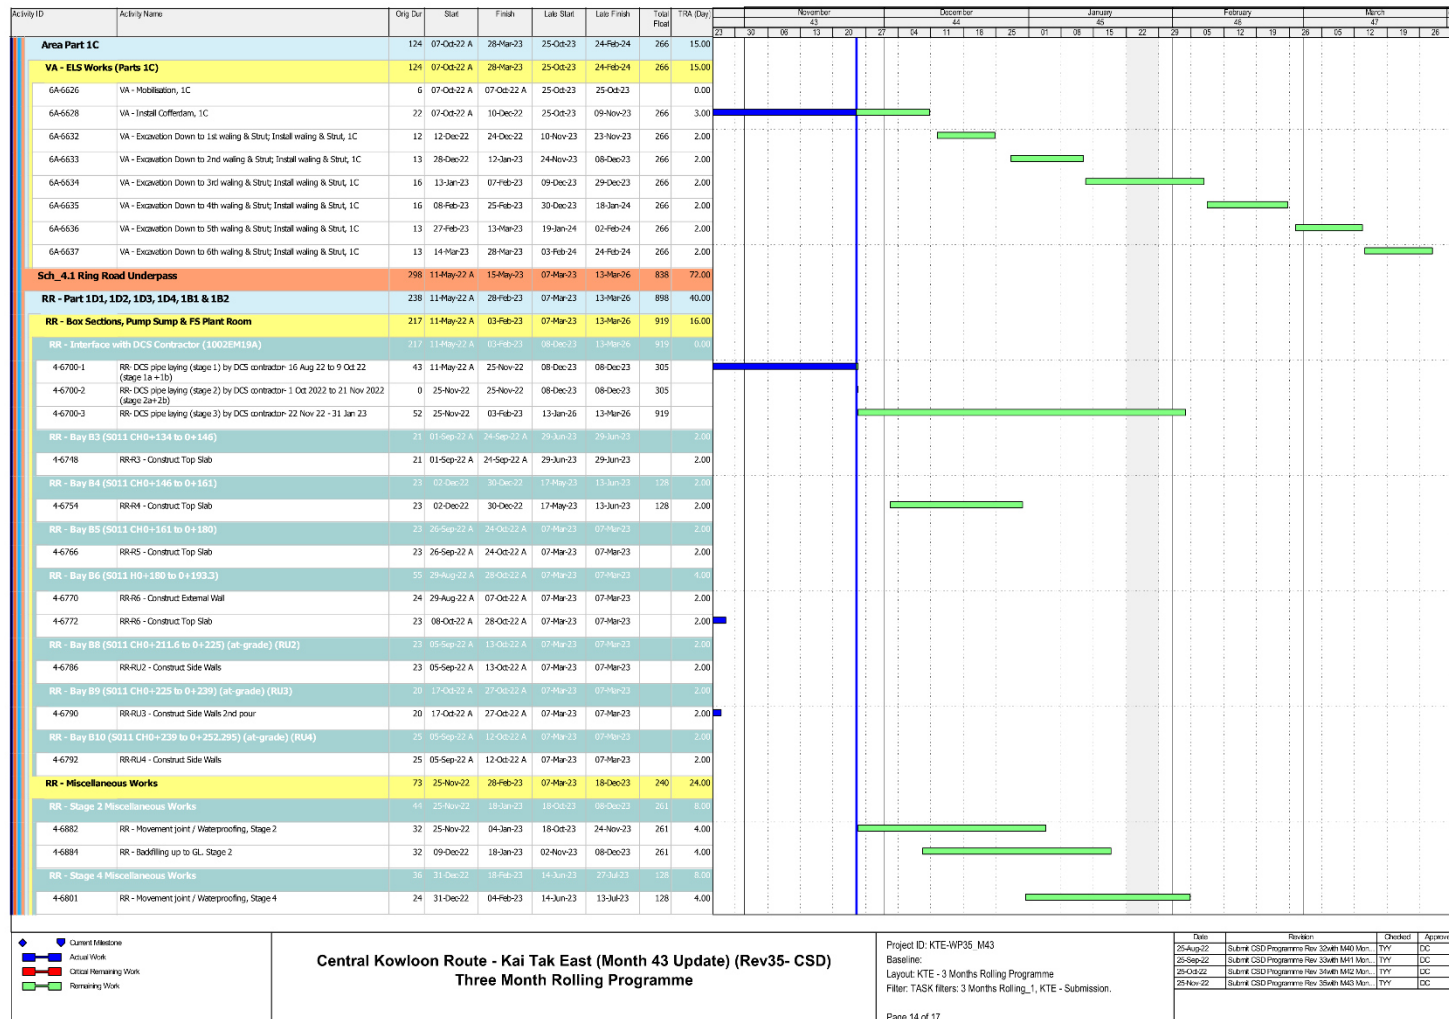 Activity ID Activity Name Orig Dur Start Finish Late Start Late Finish Total Float TRA (Day) November December January February March
43 44 45 46 47
23 30 06 13 20 27 04 11 18 25 01 08 15 22 29 05 12 19 26 05 12 19 26
Area Part 1C 124 07-Oct-22 A 28-Mar-23 25-Oct-23 24-Feb-24 266 15.00
VA - ELS Works (Parts 1C) 124 07-Oct-22 A 28-Mar-23 25-Oct-23 24-Feb-24 266 15.00
6A-6626 VA - Mobilisation, 1C 6 07-Oct-22 A 07-Oct-22 A 25-Oct-23 25-Oct-23 0.00
6A-6628 VA - Install Cofferdam, 1C 22 07-Oct-22 A 10-Dec-22 25-Oct-23 09-Nov-23 266 3.00
6A-6632 VA - Excavation Down to 1st waling & Strut; Install waling & Strut, 1C 12 12-Dec-22 24-Dec-22 10-Nov-23 23-Nov-23 266 2.00
6A-6633 VA - Excavation Down to 2nd waling & Strut; Install waling & Strut, 1C 13 28-Dec-22 12-Jan-23 24-Nov-23 08-Dec-23 266 2.00
6A-6634 VA - Excavation Down to 3rd waling & Strut; Install waling & Strut, 1C 16 13-Jan-23 07-Feb-23 09-Dec-23 29-Dec-23 266 2.00
6A-6635 VA - Excavation Down to 4th waling & Strut; Install waling & Strut, 1C 16 08-Feb-23 25-Feb-23 30-Dec-23 18-Jan-24 266 2.00
6A-6636 VA - Excavation Down to 5th waling & Strut; Install waling & Strut, 1C 13 27-Feb-23 13-Mar-23 19-Jan-24 02-Feb-24 266 2.00
6A-6637 VA - Excavation Down to 6th waling & Strut; Install waling & Strut, 1C 13 14-Mar-23 28-Mar-23 03-Feb-24 24-Feb-24 266 2.00
Sch_4.1 Ring Road Underpass 298 11-May-22 A 15-May-23 07-Mar-23 13-Mar-26 838 72.00
RR - Part 1D1, 1D2, 1D3, 1D4, 1B1 & 1B2 238 11-May-22 A 28-Feb-23 07-Mar-23 13-Mar-26 898 40.00
RR - Box Sections, Pump Sump & FS Plant Room 217 11-May-22 A 03-Feb-23 07-Mar-23 13-Mar-26 919 16.00
RR - Interface with DCS Contractor (1002EM19A) 217 11-May-22 A 03-Feb-23 08-Dec-23 13-Mar-26 919 0.00
4-6700-1 RR- DCS pipe laying (stage 1) by DCS contractor- 16 Aug 22 to 9 Oct 22 (stage 1a +1b) 43 11-May-22 A 25-Nov-22 08-Dec-23 08-Dec-23 305
4-6700-2 RR- DCS pipe laying (stage 2) by DCS contractor- 1 Oct 2022 to 21 Nov 2022 (stage 2a+2b) 0 25-Nov-22 25-Nov-22 08-Dec-23 08-Dec-23 305
4-6700-3 RR- DCS pipe laying (stage 3) by DCS contractor- 22 Nov 22 - 31 Jan 23 52 25-Nov-22 03-Feb-23 13-Jan-26 13-Mar-26 919
RR - Bay B3 (S011 CH0+134 to 0+146) 21 01-Sep-22 A 24-Sep-22 A 29-Jun-23 29-Jun-23 2.00
4-6748 RR-R3 - Construct Top Slab 21 01-Sep-22 A 24-Sep-22 A 29-Jun-23 29-Jun-23 2.00
RR - Bay B4 (S011 CH0+146 to 0+161) 23 02-Dec-22 30-Dec-22 17-May-23 13-Jun-23 128 2.00
4-6754 RR-R4 - Construct Top Slab 23 02-Dec-22 30-Dec-22 17-May-23 13-Jun-23 128 2.00
RR - Bay B5 (S011 CH0+161 to 0+180) 23 26-Sep-22 A 24-Oct-22 A 07-Mar-23 07-Mar-23 2.00
4-6766 RR-R5 - Construct Top Slab 23 26-Sep-22 A 24-Oct-22 A 07-Mar-23 07-Mar-23 2.00
RR - Bay B6 (S011 H0+180 to 0+193.3) 55 29-Aug-22 A 28-Oct-22 A 07-Mar-23 07-Mar-23 4.00
4-6770 RR-R6 - Construct External Wall 24 29-Aug-22 A 07-Oct-22 A 07-Mar-23 07-Mar-23 2.00
4-6772 RR-R6 - Construct Top Slab 23 08-Oct-22 A 28-Oct-22 A 07-Mar-23 07-Mar-23 2.00
RR - Bay B8 (S011 CH0+211.6 to 0+225) (at-grade) (RU2) 23 05-Sep-22 A 13-Oct-22 A 07-Mar-23 07-Mar-23 2.00
4-6786 RR-RU2 - Construct Side Walls 23 05-Sep-22 A 13-Oct-22 A 07-Mar-23 07-Mar-23 2.00
RR - Bay B9 (S011 CH0+225 to 0+239) (at-grade) (RU3) 20 17-Oct-22 A 27-Oct-22 A 07-Mar-23 07-Mar-23 2.00
4-6790 RR-RU3 - Construct Side Walls 2nd pour 20 17-Oct-22 A 27-Oct-22 A 07-Mar-23 07-Mar-23 2.00
RR - Bay B10 (S011 CH0+239 to 0+252.295) (at-grade) (RU4) 25 05-Sep-22 A 12-Oct-22 A 07-Mar-23 07-Mar-23 2.00
4-6792 RR-RU4 - Construct Side Walls 25 05-Sep-22 A 12-Oct-22 A 07-Mar-23 07-Mar-23 2.00
RR - Miscellaneous Works 73 25-Nov-22 28-Feb-23 07-Mar-23 18-Dec-23 240 24.00
RR - Stage 2 Miscellaneous Works 44 25-Nov-22 18-Jan-23 18-Oct-23 08-Dec-23 261 8.00
4-6882 RR - Movement joint / Waterproofing, Stage 2 32 25-Nov-22 04-Jan-23 18-Oct-23 24-Nov-23 261 4.00
4-6884 RR - Backfilling up to GL. Stage 2 32 09-Dec-22 18-Jan-23 02-Nov-23 08-Dec-23 261 4.00
RR - Stage 4 Miscellaneous Works 36 31-Dec-22 18-Feb-23 14-Jun-23 27-Jul-23 128 8.00
4-6801 RR - Movement joint / Waterproofing, Stage 4 24 31-Dec-22 04-Feb-23 14-Jun-23 13-Jul-23 128 4.00
Current Milestone
Actual Work
Critical Remaining Work
Remaining Work
Central Kowloon Route - Kai Tak East (Month 43 Update) (Rev35- CSD)
Three Month Rolling Programme
Project ID: KTE-WP35_M43
Baseline:
Layout: KTE - 3 Months Rolling Programme
Filter: TASK filters: 3 Months Rolling_1, KTE - Submission.
Page 14 of 17
Date Revision Checked Approve
25-Aug-22 Submit CSD Programme Rev 32with M40 Mon... TYY DC
25-Sep-22 Submit CSD Programme Rev 33with M41 Mon... TYY DC
25-Oct-22 Submit CSD Programme Rev 34with M42 Mon... TYY DC
25-Nov-22 Submit CSD Programme Rev 35with M43 Mon... TYY DC